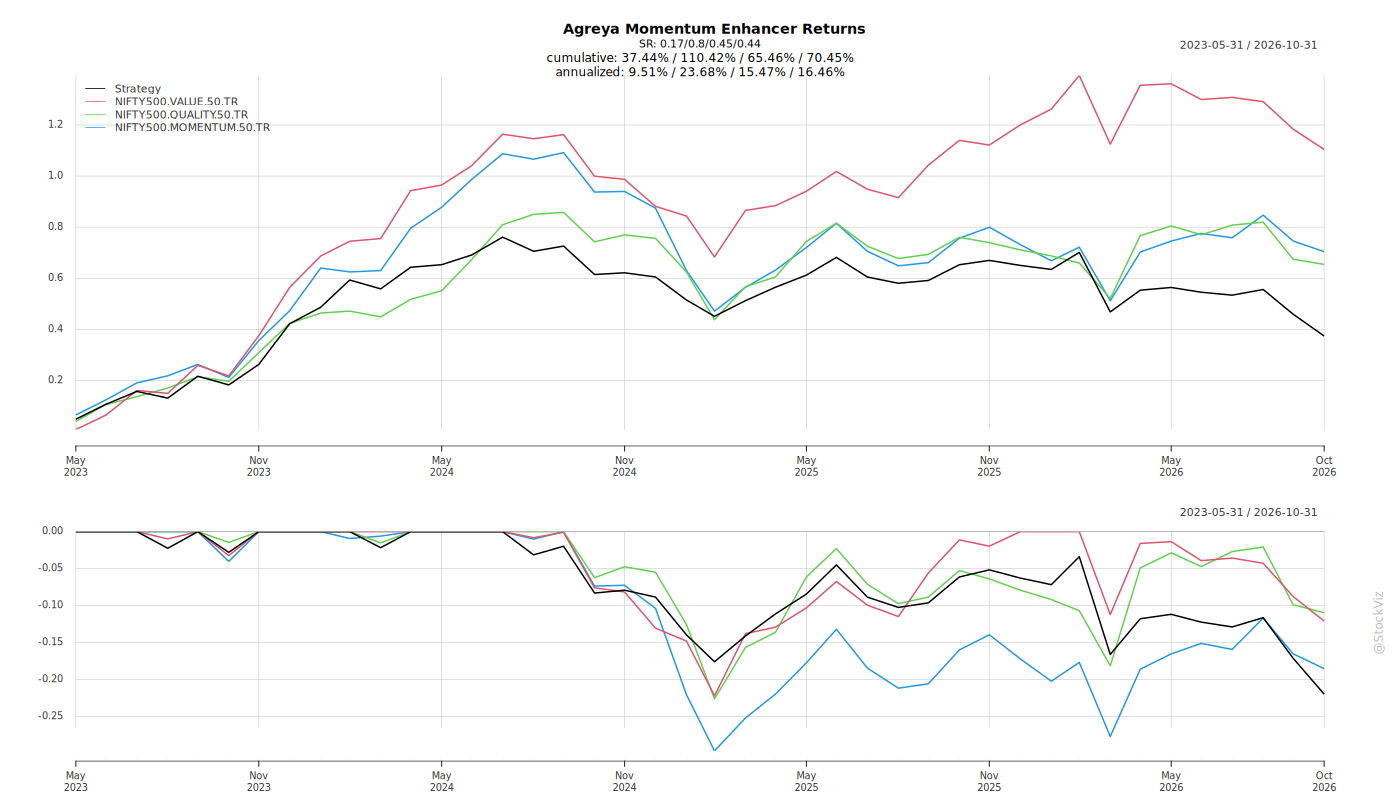 Agreya Momentum Enhancer Returns
SR: 0.17/0.8/0.45/0.44
cumulative: 37.44% / 110.42% / 65.46% / 70.45%
annualized: 9.51% / 23.68% / 15.47% / 16.46%
2023-05-31 / 2026-10-31
Strategy
NIFTY500.VALUE.50.TR
NIFTY500.QUALITY.50.TR
NIFTY500.MOMENTUM.50.TR
1.2
1.0
0.8
0.6
0.4
0.2
May Nov May Nov May Nov May Oct
2023 2023 2024 2024 2025 2025 2026 2026
2023-05-31 / 2026-10-31
0.00
-0.05
-0.10
-0.15
-0.20
-0.25
May Nov May Nov May Nov May Oct
2023 2023 2024 2024 2025 2025 2026 2026
@StockViz